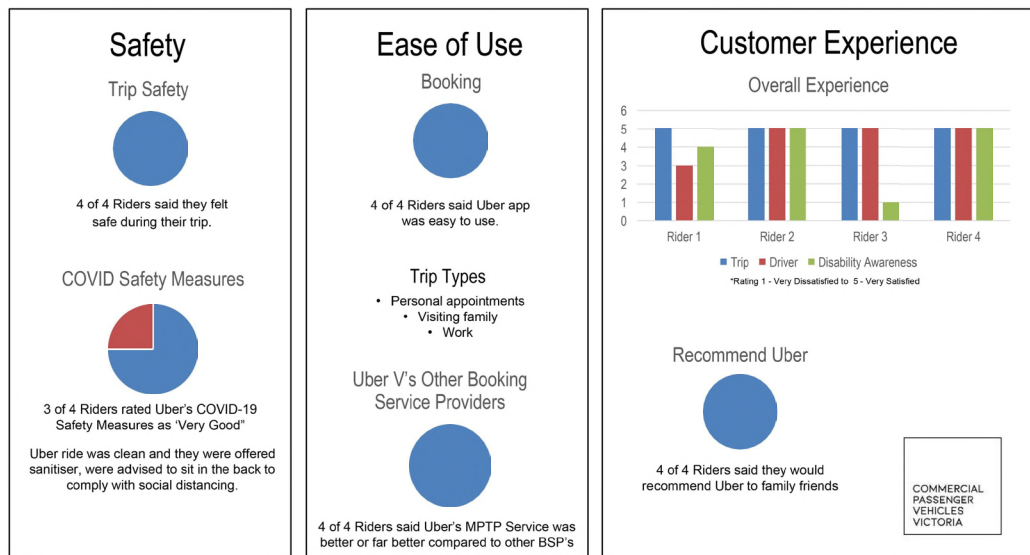 Safety
Trip Safety
4 of 4 Riders said they felt
safe during their trip.
COVID Safety Measures
3 of 4 Riders rated Uber's COVID-19
Safety Measures as 'Very Good"
Uber ride was clean and they were offered
sanitiser, were advised to sit in the back to
comply with social distancing.
Ease of Use
Booking
4 of 4 Riders said Uber app
was easy to use.
Trip Types
• Personal appointments
• Visiting family
• Work
Uber V's Other Booking
Service Providers
4 of 4 Riders said Uber's MPTP Service was
better or far better compared to other BSP's
Customer Experience
Overall Experience
6
5
4
3
2
1
0
Rider 1 Rider 2 Rider 3 Rider 4
Trip Driver Disability Awareness
*Rating 1 - Very Dissatisfied to 5 - Very Satisfied
Recommend Uber
4 of 4 Riders said they would
recommend Uber to family friends
COMMERCIAL
PASSENGER
VEHICLES
VICTORIA